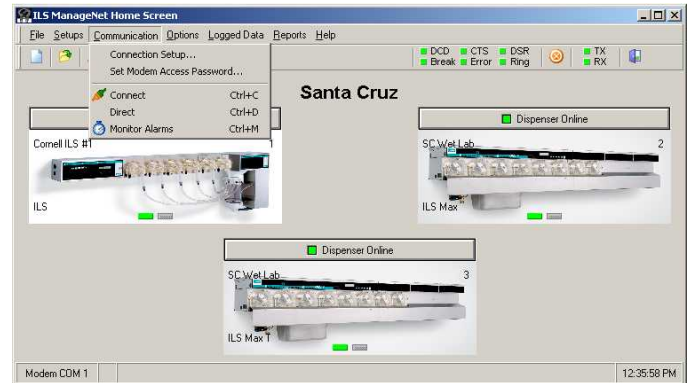 ILS ManageNet Home Screen
File Setups Communication Options Logged Data Reports Help
Connection Setup...
Set Modem Access Password...
Connect Ctrl+C
Direct Ctrl+D
Monitor Alarms Ctrl+M
DCD CTS DSR TX
Break Error Ring RX
Santa Cruz
Cornell ILS #1 1
ILS
Dispenser Online
SC Wet Lab 2
ILS Max
Dispenser Online
SC Wet Lab 3
ILS Max T
Modem COM 1 12:35:58 PM